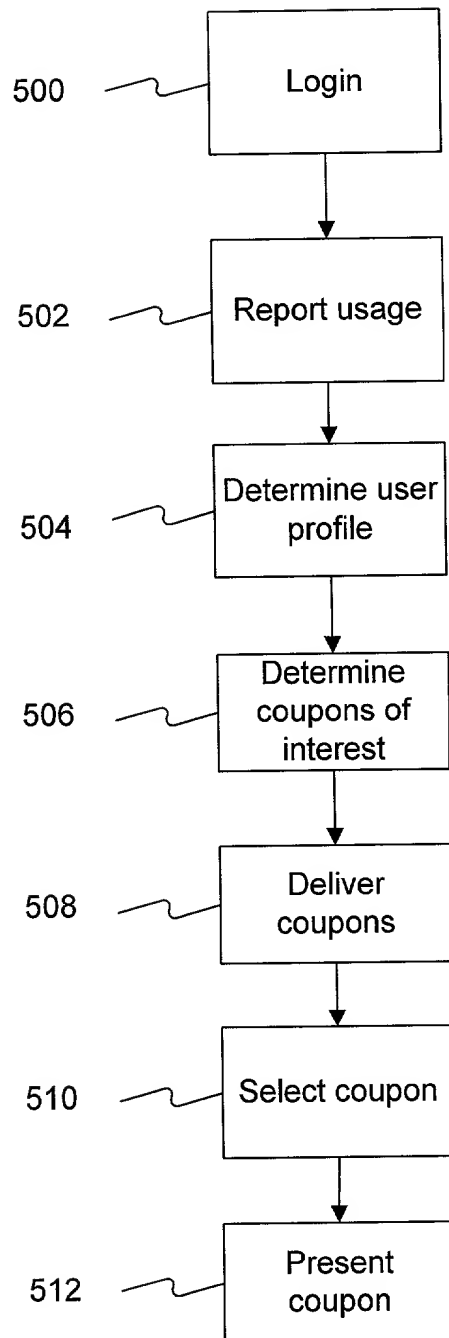 500
Login
502
Report usage
504
Determine user
profile
506
Determine
coupons of
interest
508
Deliver
coupons
510
Select coupon
512
Present
coupon